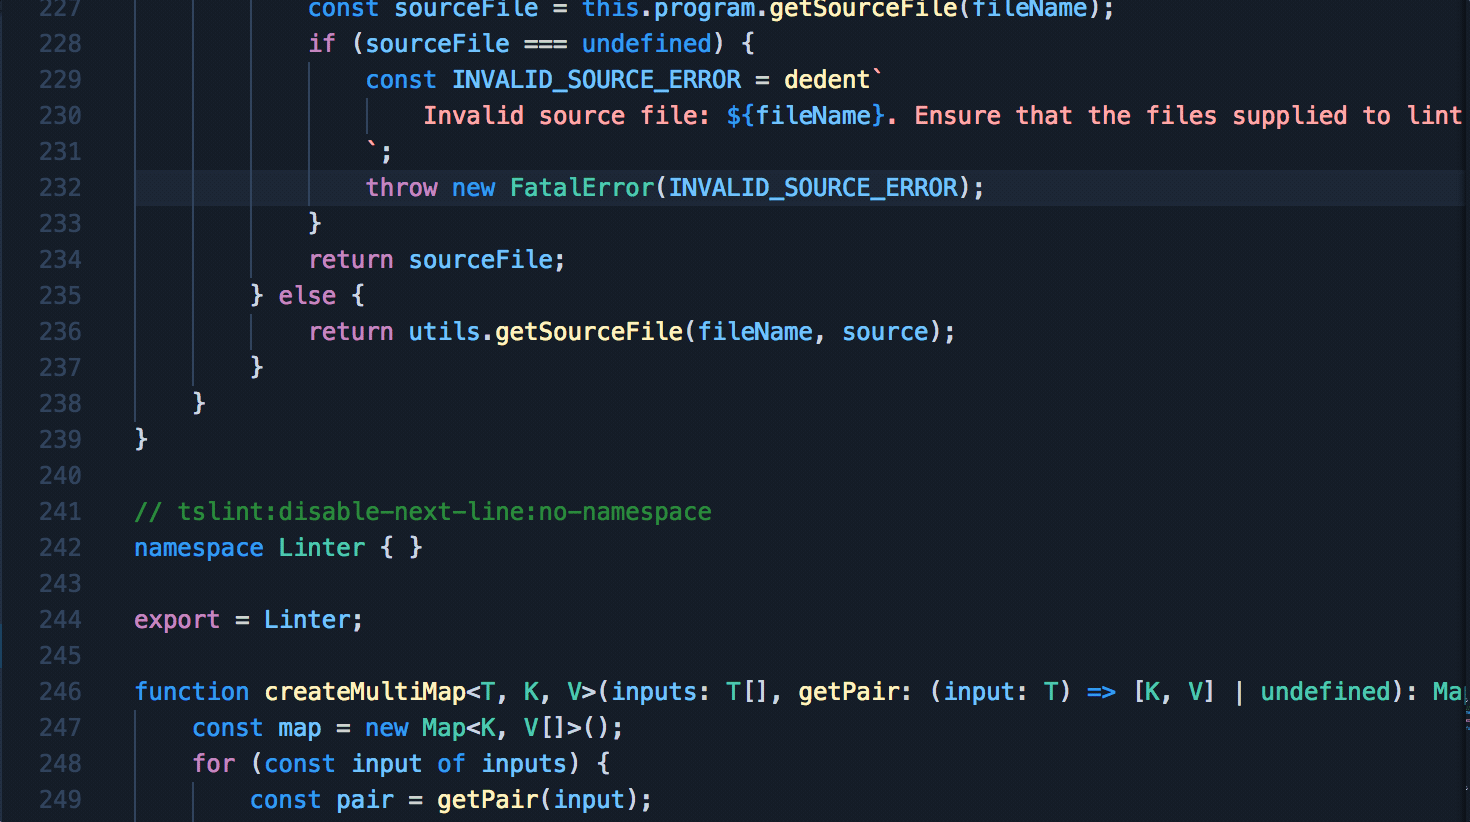 227 const sourceFile = this.program.getSourceFile(fileName);
228 if (sourceFile === undefined) {
229 const INVALID_SOURCE_ERROR = dedent`
230 Invalid source file: ${fileName}. Ensure that the files supplied to lint
231 `;
232 throw new FatalError(INVALID_SOURCE_ERROR);
233 }
234 return sourceFile;
235 } else {
236 return utils.getSourceFile(fileName, source);
237 }
238 }
239 }
240
241 // tslint:disable-next-line:no-namespace
242 namespace Linter { }
243
244 export = Linter;
245
246 function createMultiMap<T, K, V>(inputs: T[], getPair: (input: T) => [K, V] | undefined): Ma
247 const map = new Map<K, V[]>();
248 for (const input of inputs) {
249 const pair = getPair(input);